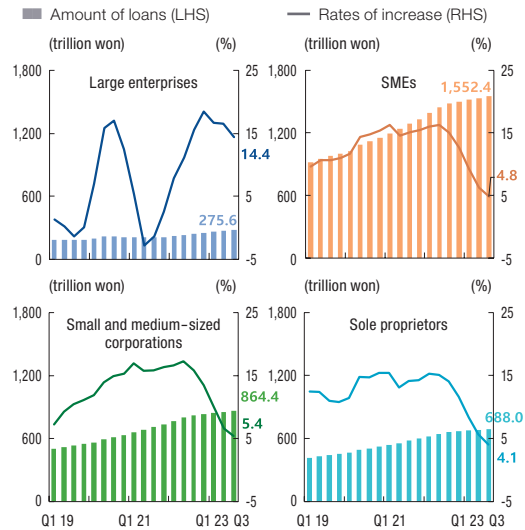 Amount of loans (LHS) Rates of increase (RHS)
(trillion won) (%) (trillion won) (%)
1,800 25 1,800 25
Large enterprises SMEs
1,552.4
1,200 15 1,200 15
14.4
4.8
600 5 600 5
275.6
0 -5 0 -5
(trillion won) (%) (trillion won) (%)
1,800 25 1,800 25
Small and medium-sized Sole proprietors
corporations
1,200 15 1,200 15
864.4
688.0
5.4
600 5 600 5
4.1
0 -5 0 -5
Q1 19 Q1 21 Q1 23 Q3 Q1 19 Q1 21 Q1 23 Q3